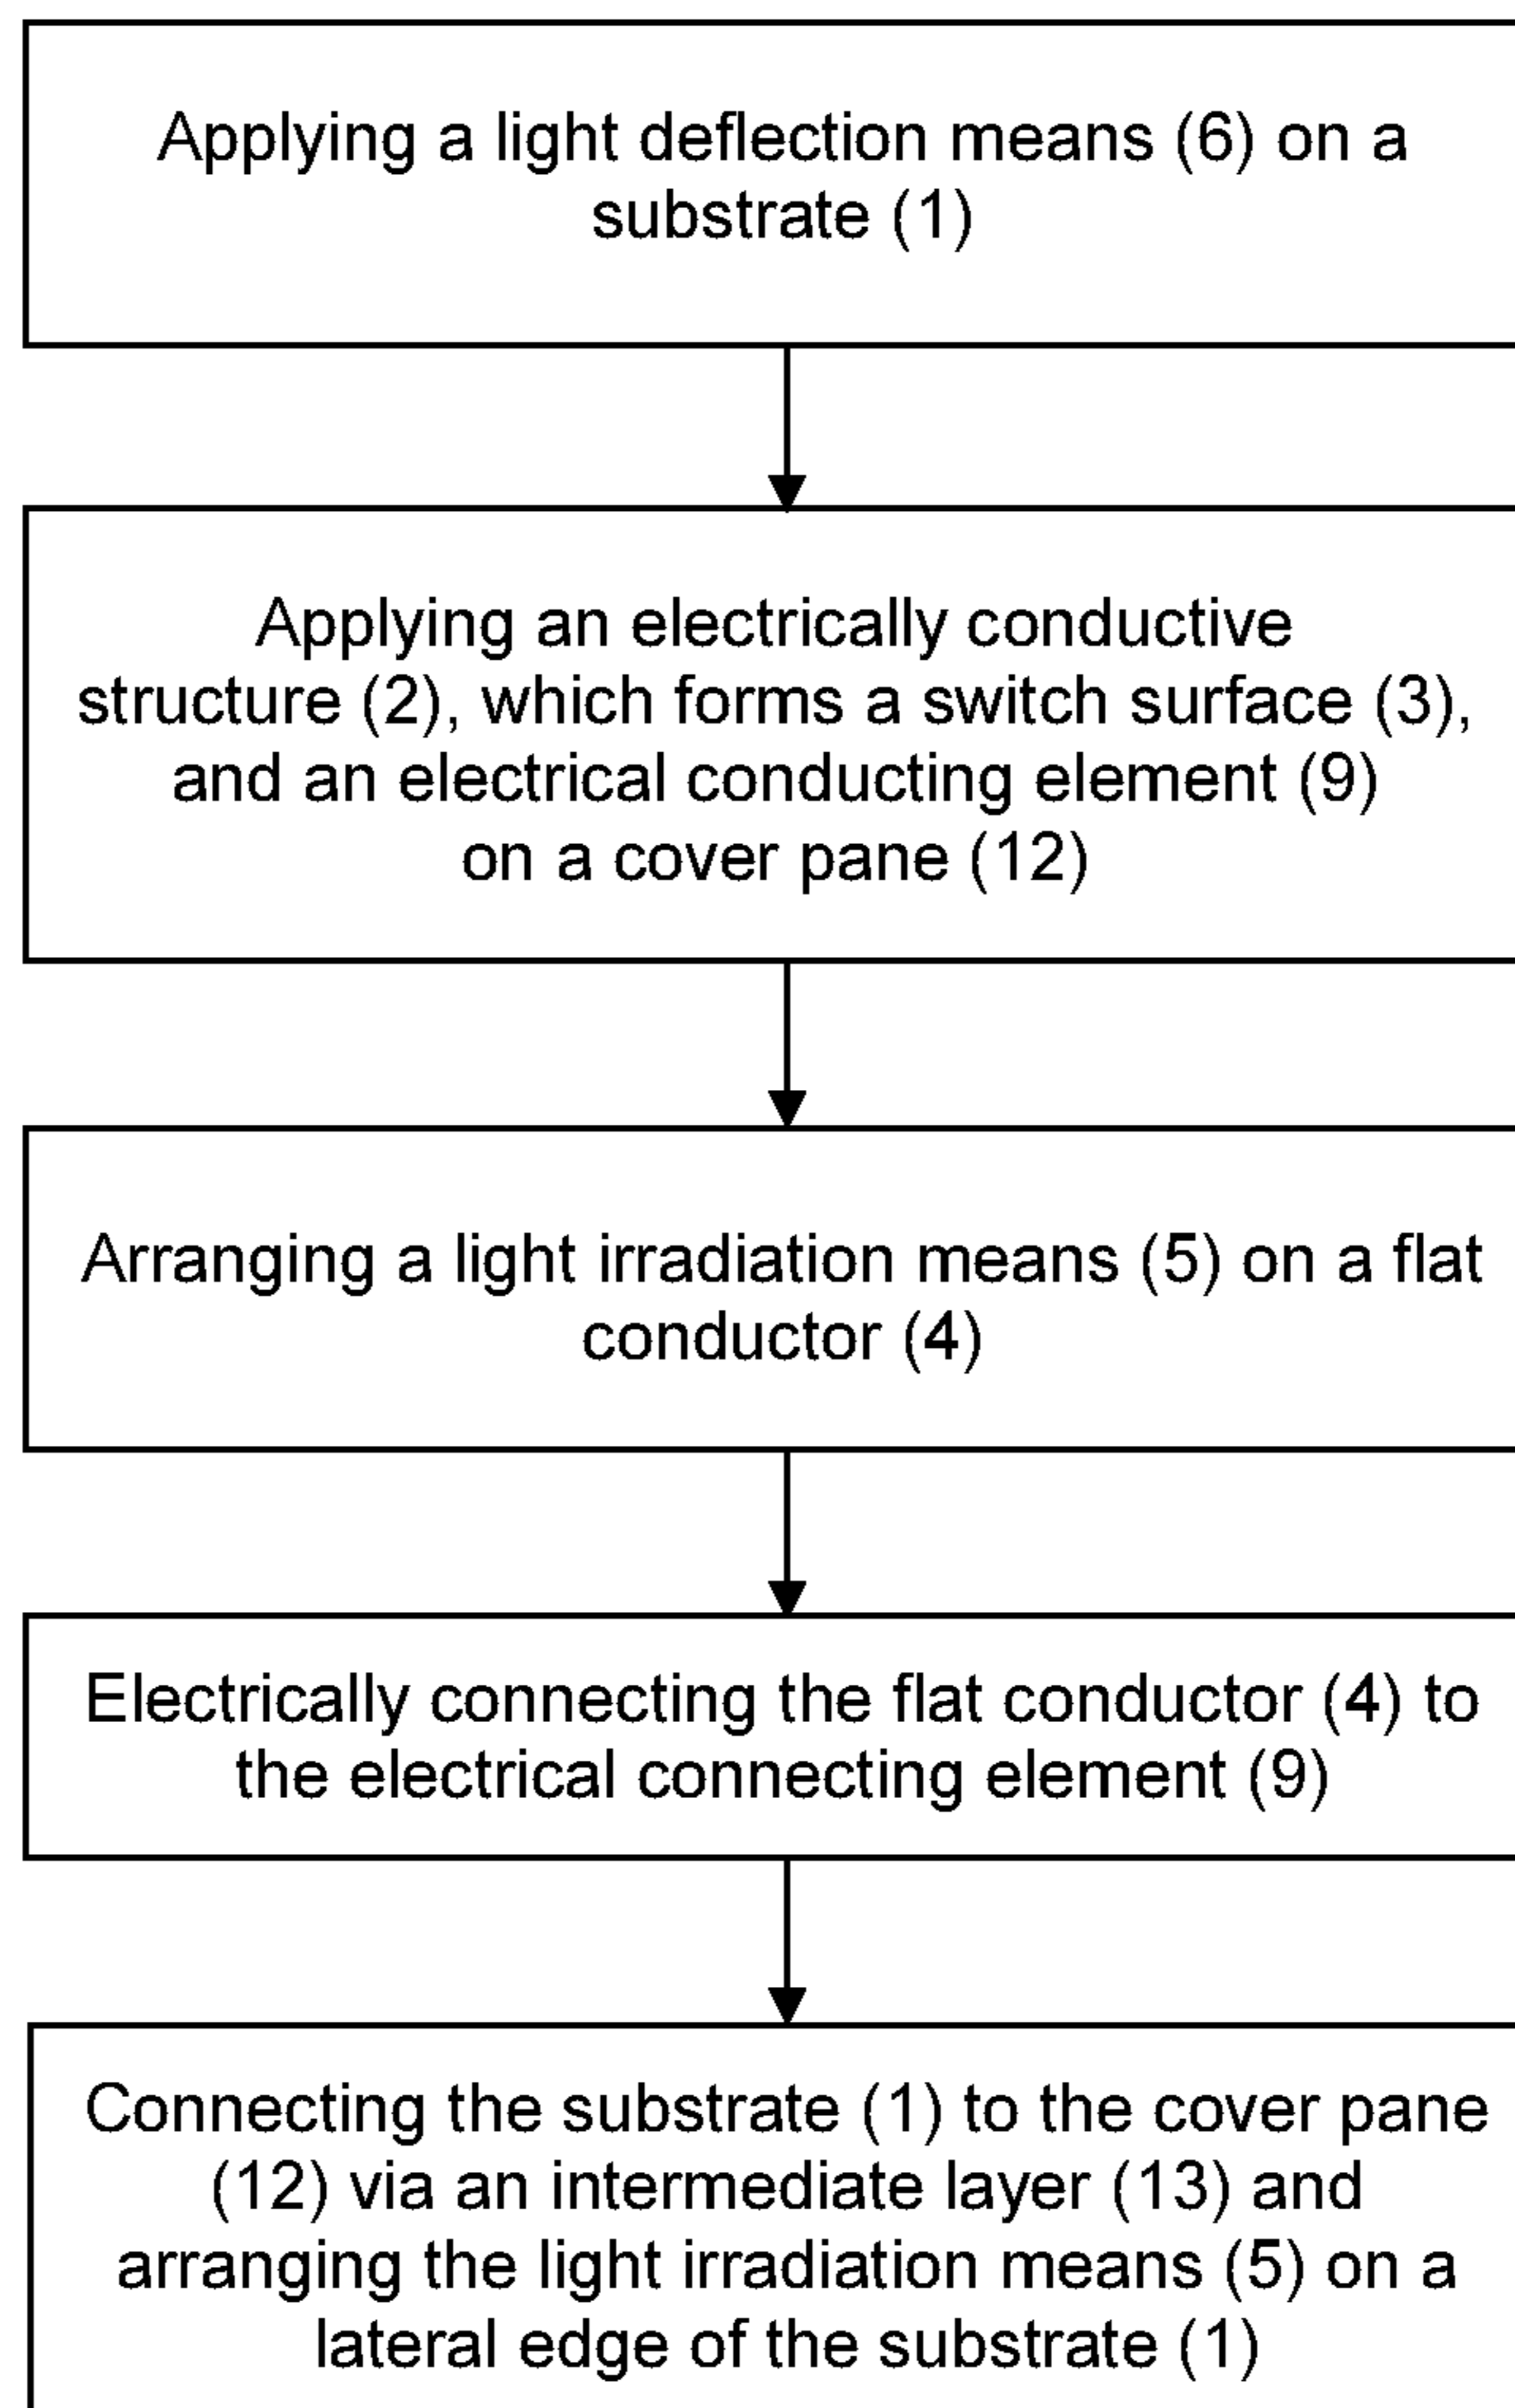 Applying a light deflection means (6) on a
substrate (1)
Applying an electrically conductive
structure (2), which forms a switch surface (3),
and an electrical conducting element (9)
on a cover pane (12)
Arranging a light irradiation means (5) on a flat
conductor (4)
Electrically connecting the flat conductor (4) to
the electrical connecting element (9)
Connecting the substrate (1) to the cover pane
(12) via an intermediate layer (13) and
arranging the light irradiation means (5) on a
lateral edge of the substrate (1)